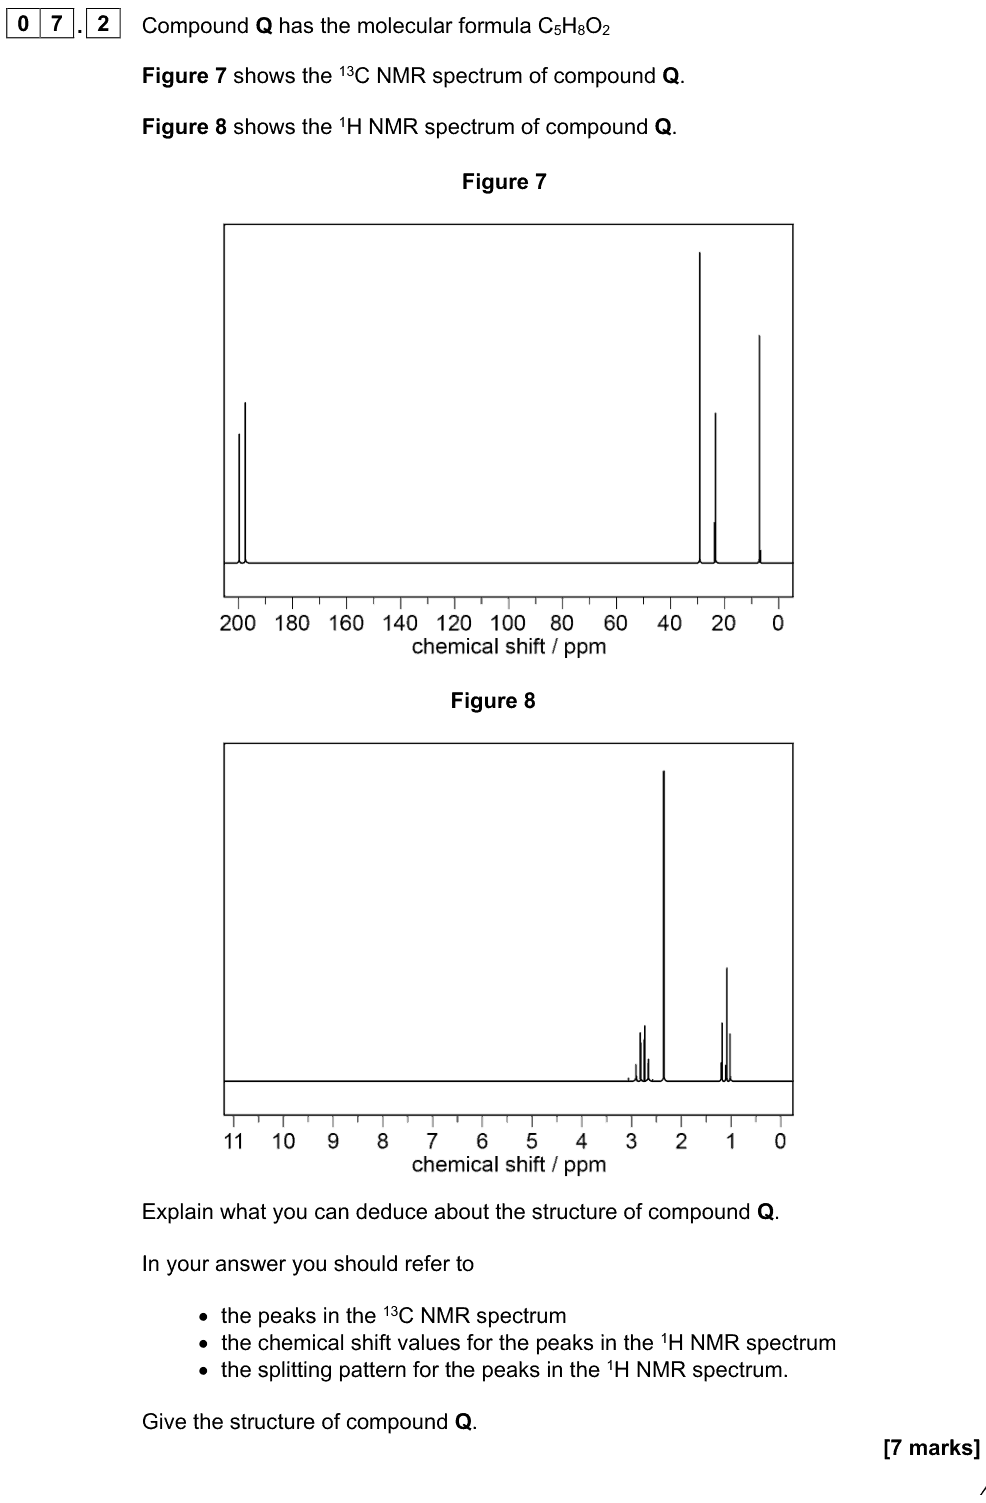 0 7 . 2 Compound Q has the molecular formula C₅H₈O₂
Figure 7 shows the ¹³C NMR spectrum of compound Q.
Figure 8 shows the ¹H NMR spectrum of compound Q.
Figure 7
200 180 160 140 120 100 80 60 40 20 0
chemical shift / ppm
Figure 8
11 10 9 8 7 6 5 4 3 2 1 0
chemical shift / ppm
Explain what you can deduce about the structure of compound Q.
In your answer you should refer to
• the peaks in the ¹³C NMR spectrum
• the chemical shift values for the peaks in the ¹H NMR spectrum
• the splitting pattern for the peaks in the ¹H NMR spectrum.
Give the structure of compound Q.
[7 marks]